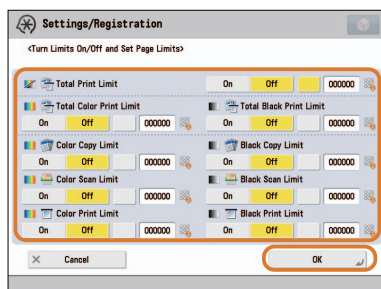 Settings/Registration
<Turn Limits On/Off and Set Page Limits>
Total Print Limit On Off 000000
Total Color Print Limit Total Black Print Limit
On Off 000000 On Off 000000
Color Copy Limit Black Copy Limit
On Off 000000 On Off 000000
Color Scan Limit Black Scan Limit
On Off 000000 On Off 000000
Color Print Limit Black Print Limit
On Off 000000 On Off 000000
Cancel OK